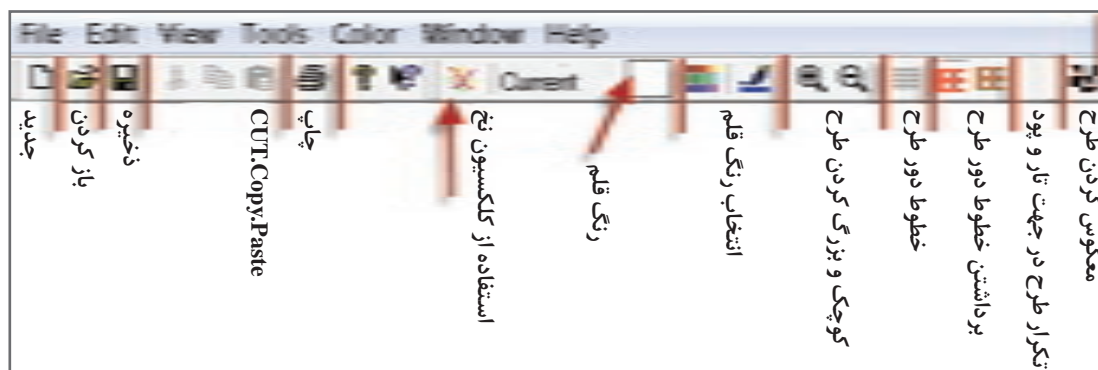 File Edit View Tools Color Window Help
Current
جدید
باز کردن
ذخیره
CUT.Copy.Paste
چاپ
استفاده از کلکسیون نخ
رنگ قلم
انتخاب رنگ قلم
کوچک و بزرگ کردن طرح
خطوط دور طرح
برداشتن خطوط دور طرح
تکرار طرح در جهت تار و پود
معکوس کردن طرح